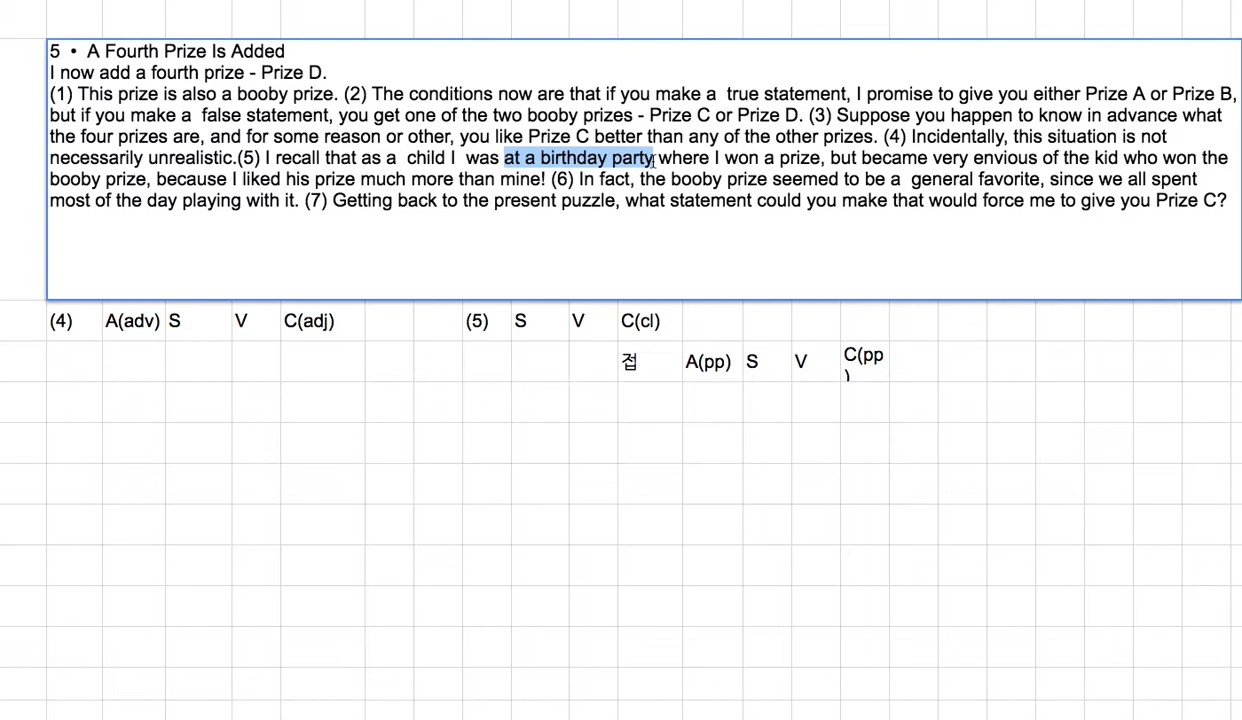 5 • A Fourth Prize Is Added
I now add a fourth prize - Prize D.
(1) This prize is also a booby prize. (2) The conditions now are that if you make a true statement, I promise to give you either Prize A or Prize B,
but if you make a false statement, you get one of the two booby prizes - Prize C or Prize D. (3) Suppose you happen to know in advance what
the four prizes are, and for some reason or other, you like Prize C better than any of the other prizes. (4) Incidentally, this situation is not
necessarily unrealistic.(5) I recall that as a child I was at a birthday party where I won a prize, but became very envious of the kid who won the
booby prize, because I liked his prize much more than mine! (6) In fact, the booby prize seemed to be a general favorite, since we all spent
most of the day playing with it. (7) Getting back to the present puzzle, what statement could you make that would force me to give you Prize C?
(4) A(adv) S V C(adj) (5) S V C(cl)
접 A(pp) S V C(pp
)